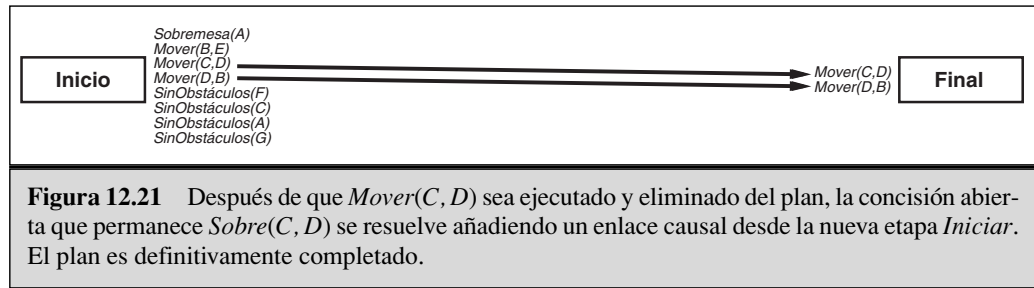 Sobremesa(A)
Mover(B,E)
Mover(C,D)
Mover(D,B)
SinObstáculos(F)
SinObstáculos(C)
SinObstáculos(A)
SinObstáculos(G)
Inicio
Mover(C,D)
Mover(D,B)
Final
Figura 12.21 Después de que Mover(C, D) sea ejecutado y eliminado del plan, la concisión abier-
ta que permanece Sobre(C, D) se resuelve añadiendo un enlace causal desde la nueva etapa Iniciar.
El plan es definitivamente completado.